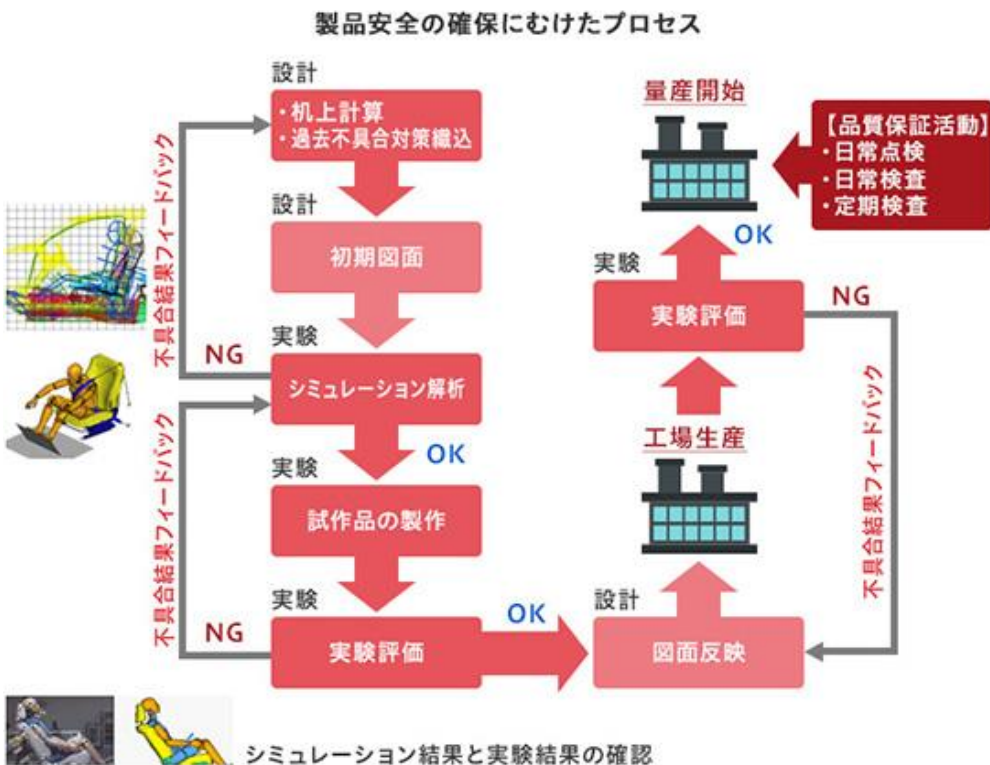 製品安全の確保にむけたプロセス
設計
・机上計算
・過去不具合対策織込
設計
初期図面
実験
シミュレーション解析
NG
不具合結果フィードバック
OK
実験
試作品の製作
実験
実験評価
NG
不具合結果フィードバック
OK
設計
図面反映
工場生産
実験
実験評価
NG
不具合結果フィードバック
OK
量産開始
【品質保証活動】
・日常点検
・日常検査
・定期検査
シミュレーション結果と実験結果の確認